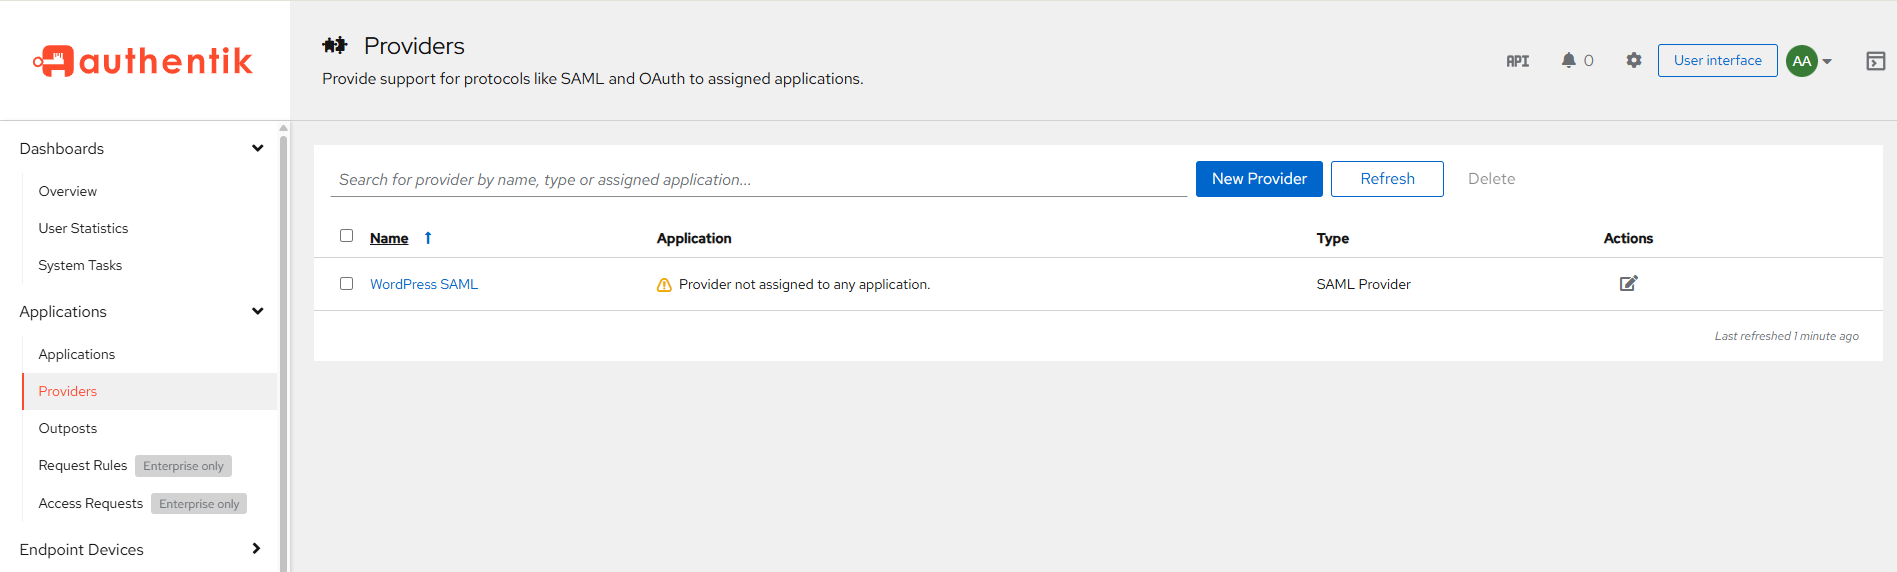 authentik
Providers
Provide support for protocols like SAML and OAuth to assigned applications.
API
0
User interface
AA
Dashboards
Overview
User Statistics
System Tasks
Applications
Applications
Providers
Outposts
Request Rules Enterprise only
Access Requests Enterprise only
Endpoint Devices
Search for provider by name, type or assigned application...
New Provider
Refresh
Delete
Name ↑ Application Type Actions
WordPress SAML Provider not assigned to any application. SAML Provider
Last refreshed 1 minute ago